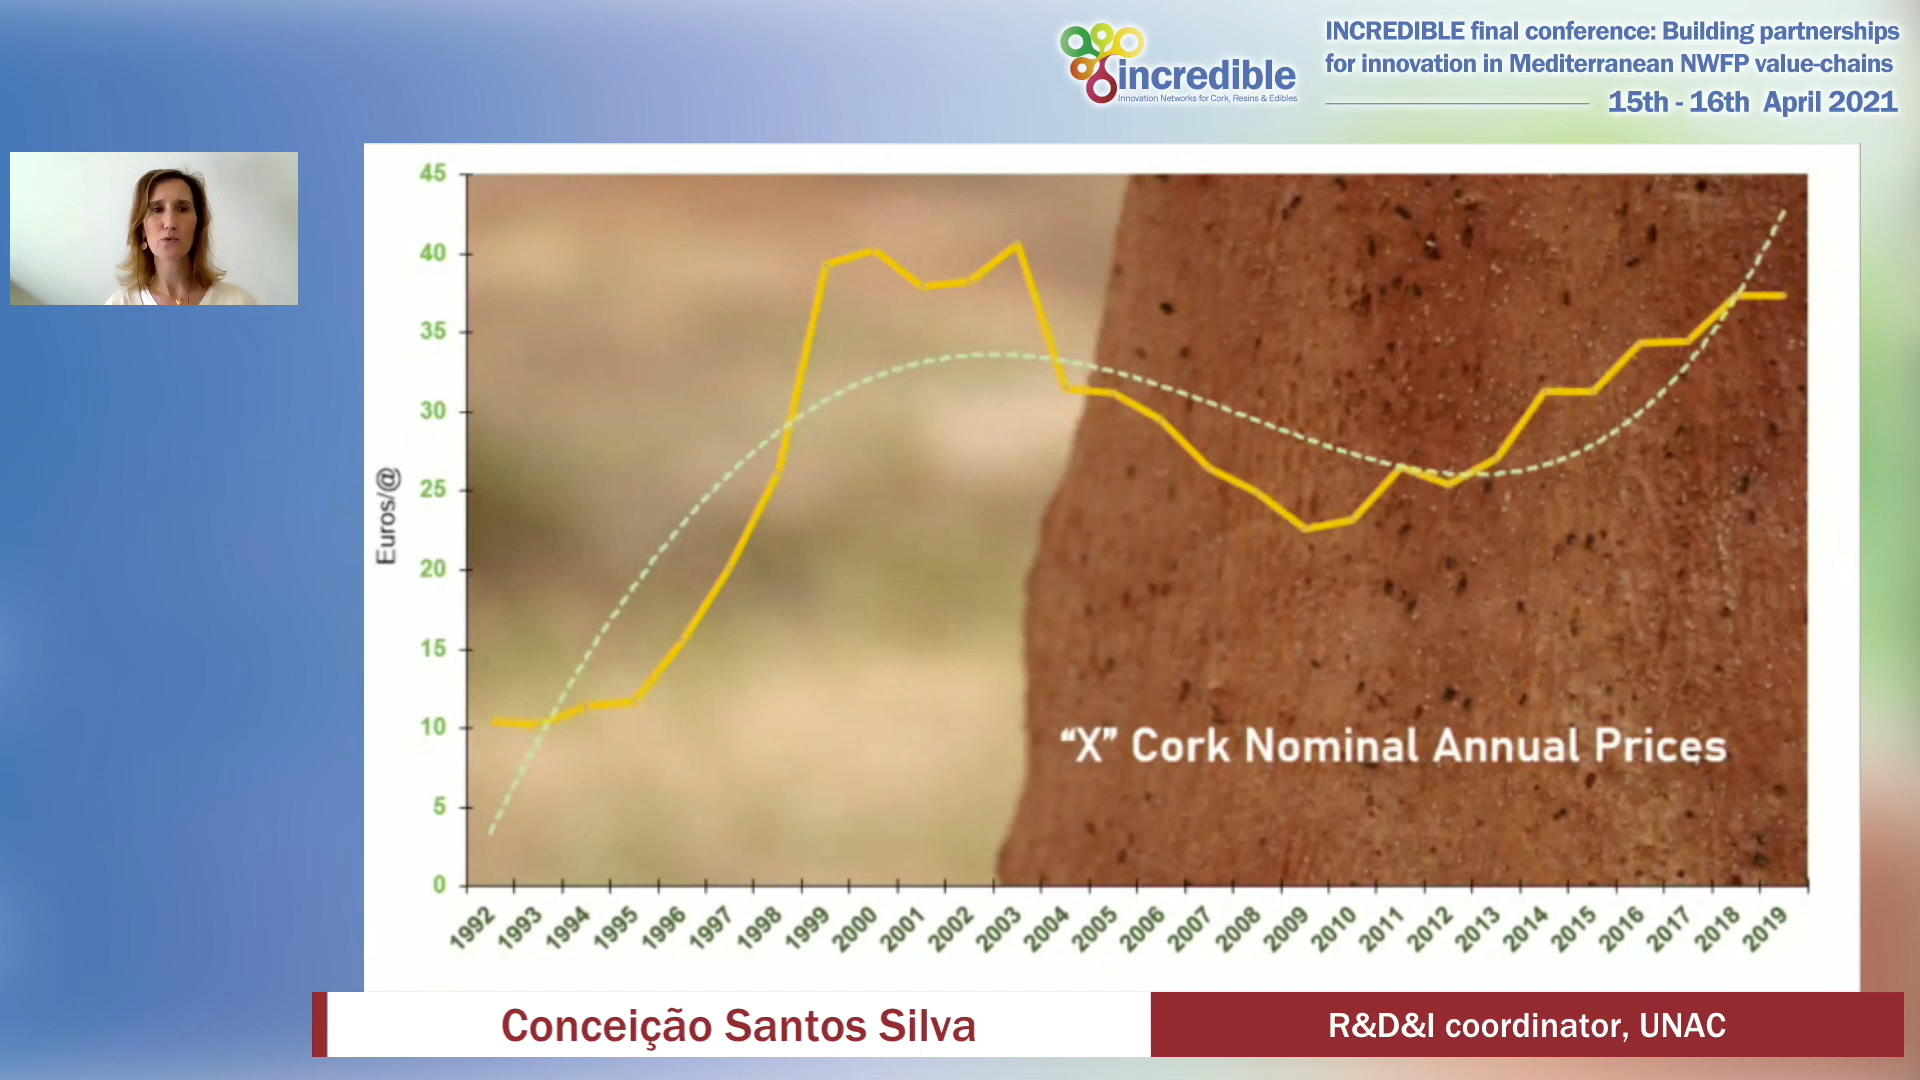 incredible
Innovation Networks for Cork, Resins & Edibles
INCREDIBLE final conference: Building partnerships
for innovation in Mediterranean NWFP value-chains
15th - 16th April 2021
45
40
35
30
25
20
15
10
5
0
Euros/@
"X" Cork Nominal Annual Prices
1992 1993 1994 1995 1996 1997 1998 1999 2000 2001 2002 2003 2004 2005 2006 2007 2008 2009 2010 2011 2012 2013 2014 2015 2016 2017 2018 2019
Conceição Santos Silva
R&D&I coordinator, UNAC